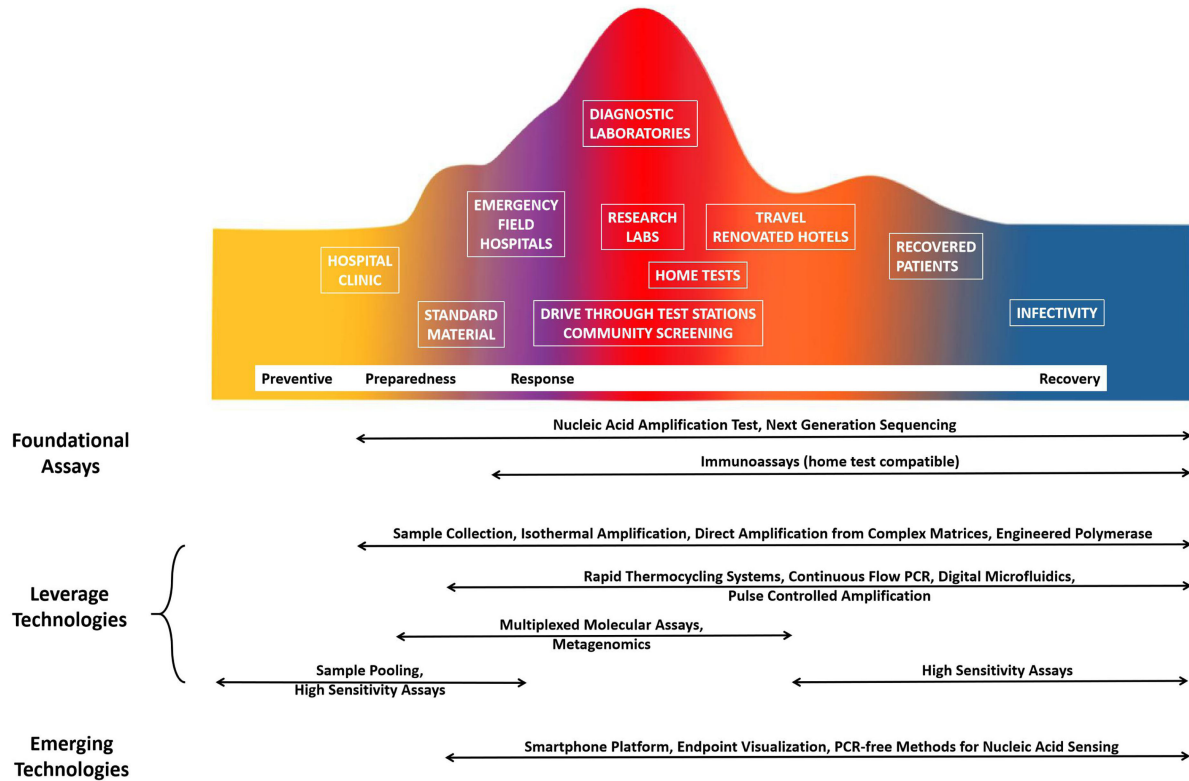 DIAGNOSTIC
LABORATORIES
EMERGENCY
FIELD
HOSPITALS
RESEARCH
LABS
TRAVEL
RENOVATED HOTELS
HOSPITAL
CLINIC
RECOVERED
PATIENTS
HOME TESTS
STANDARD
MATERIAL
DRIVE THROUGH TEST STATIONS
COMMUNITY SCREENING
INFECTIVITY
Preventive Preparedness Response Recovery
Foundational
Assays
Nucleic Acid Amplification Test, Next Generation Sequencing
Immunoassays (home test compatible)
Leverage
Technologies
Sample Collection, Isothermal Amplification, Direct Amplification from Complex Matrices, Engineered Polymerase
Rapid Thermocycling Systems, Continuous Flow PCR, Digital Microfluidics,
Pulse Controlled Amplification
Multiplexed Molecular Assays,
Metagenomics
Sample Pooling,
High Sensitivity Assays
High Sensitivity Assays
Emerging
Technologies
Smartphone Platform, Endpoint Visualization, PCR-free Methods for Nucleic Acid Sensing